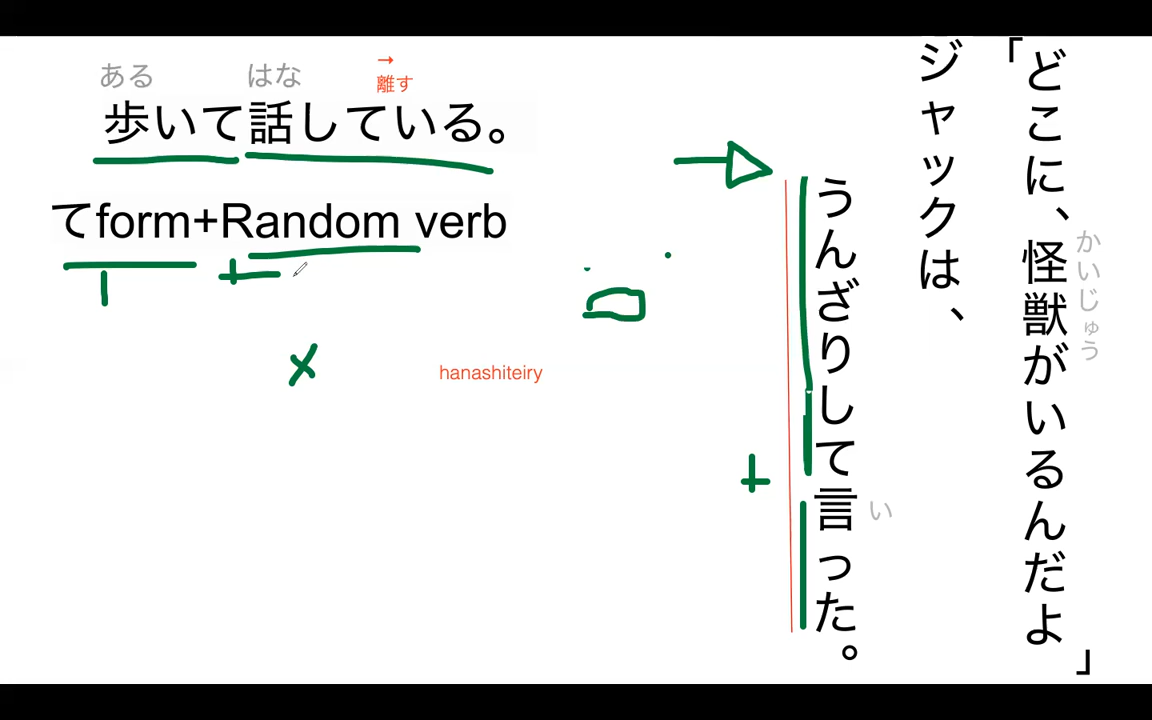 ある はな →
離す
歩いて話している。
てform+Random verb
hanashiteiry
「どこに、怪獣がいるんだよ」
かいじゅう
ジャックは、
うんざりして言った。
い